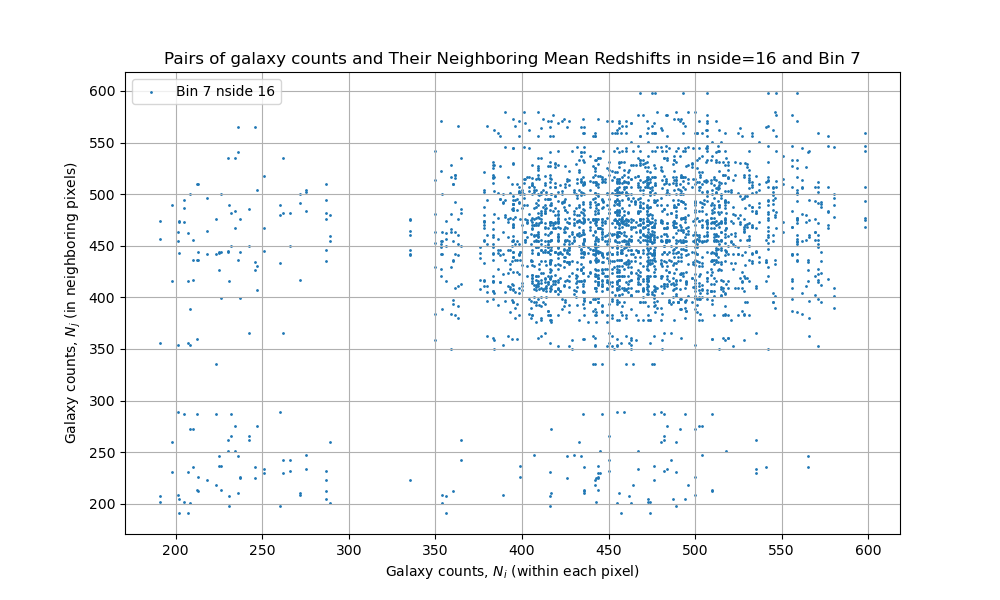 Pairs of galaxy counts and Their Neighboring Mean Redshifts in nside=16 and Bin 7
Bin 7 nside 16
600
550
500
450
400
350
300
250
200
Galaxy counts, N_j (in neighboring pixels)
200 250 300 350 400 450 500 550 600
Galaxy counts, N_i (within each pixel)